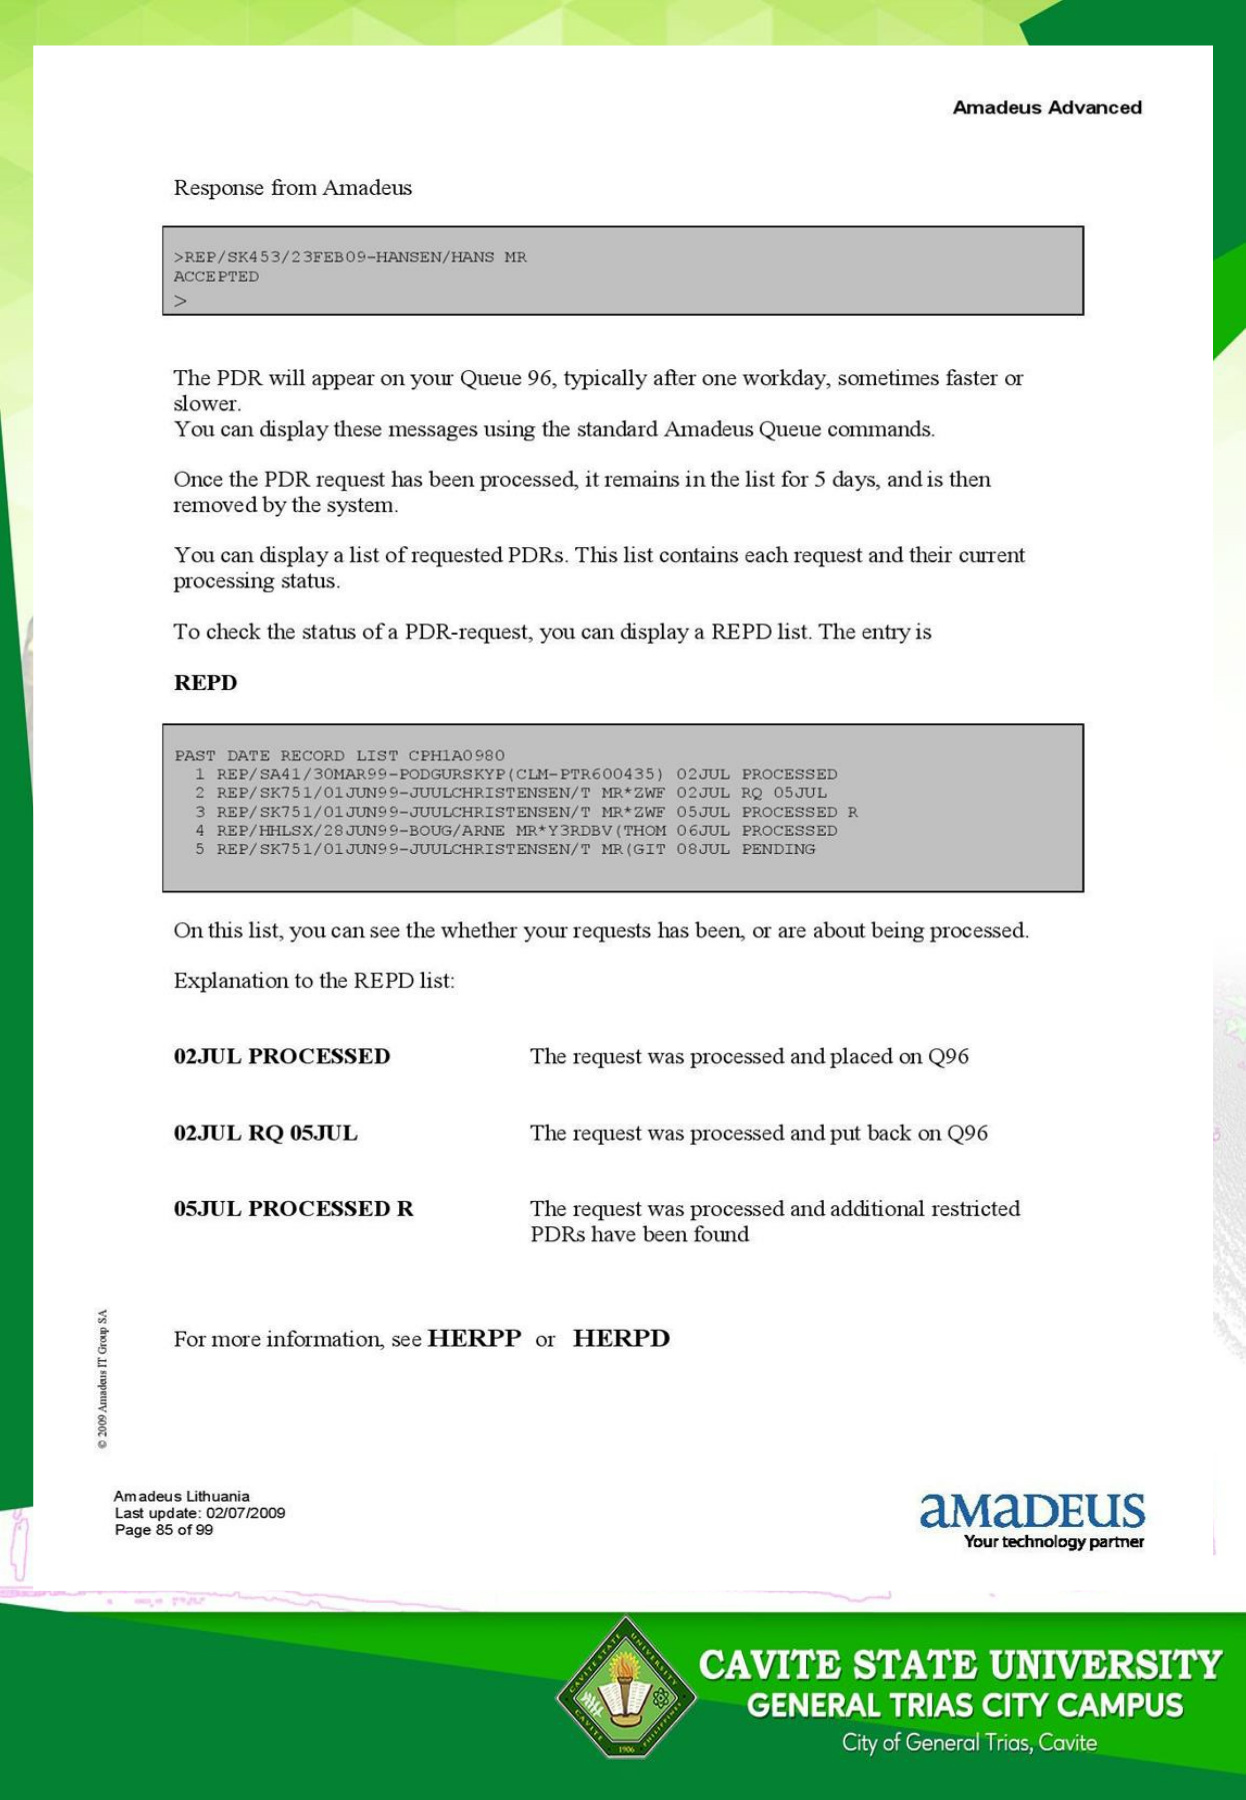 Amadeus Advanced
Response from Amadeus
>REP/SK453/23FEB09-HANSEN/HANS MR
ACCEPTED
>
The PDR will appear on your Queue 96, typically after one workday, sometimes faster or
slower.
You can display these messages using the standard Amadeus Queue commands.
Once the PDR request has been processed, it remains in the list for 5 days, and is then
removed by the system.
You can display a list of requested PDRs. This list contains each request and their current
processing status.
To check the status of a PDR-request, you can display a REPD list. The entry is
REPD
PAST DATE RECORD LIST CPH1A0980
1 REP/SA41/30MAR99-PODGURSKYP(CLM-PTR600435) 02JUL PROCESSED
2 REP/SK751/01JUN99-JUULCHRISTENSEN/T MR*ZWF 02JUL RQ 05JUL
3 REP/SK751/01JUN99-JUULCHRISTENSEN/T MR*ZWF 05JUL PROCESSED R
4 REP/HHLSX/28JUN99-BOUG/ARNE MR*Y3RDBV(THOM 06JUL PROCESSED
5 REP/SK751/01JUN99-JUULCHRISTENSEN/T MR(GIT 08JUL PENDING
On this list, you can see the whether your requests has been, or are about being processed.
Explanation to the REPD list:
02JUL PROCESSED The request was processed and placed on Q96
02JUL RQ 05JUL The request was processed and put back on Q96
05JUL PROCESSED R The request was processed and additional restricted
PDRs have been found
For more information, see HERPP or HERPD
© 2009 Amadeus IT Group SA
Amadeus Lithuania
Last update: 02/07/2009
Page 85 of 99
amadeus
Your technology partner
CAVITE STATE UNIVERSITY
CAVITE PHILIPPINES
1906
CAVITE STATE UNIVERSITY
GENERAL TRIAS CITY CAMPUS
City of General Trias, Cavite